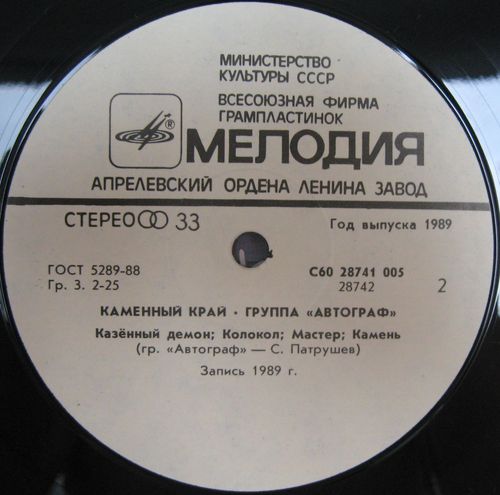 МИНИСТЕРСТВО
КУЛЬТУРЫ СССР
ВСЕСОЮЗНАЯ ФИРМА
ГРАМПЛАСТИНОК
® МЕЛОДИЯ
АПРЕЛЕВСКИЙ ОРДЕНА ЛЕНИНА ЗАВОД
СТЕРЕО 33 Год выпуска 1989
ГОСТ 5289-88 С60 28741 005
Гр. 3. 2-25 28742 2
КАМЕННЫЙ КРАЙ · ГРУППА «АВТОГРАФ»
Казённый демон; Колокол; Мастер; Камень
(гр. «Автограф» — С. Патрушев)
Запись 1989 г.